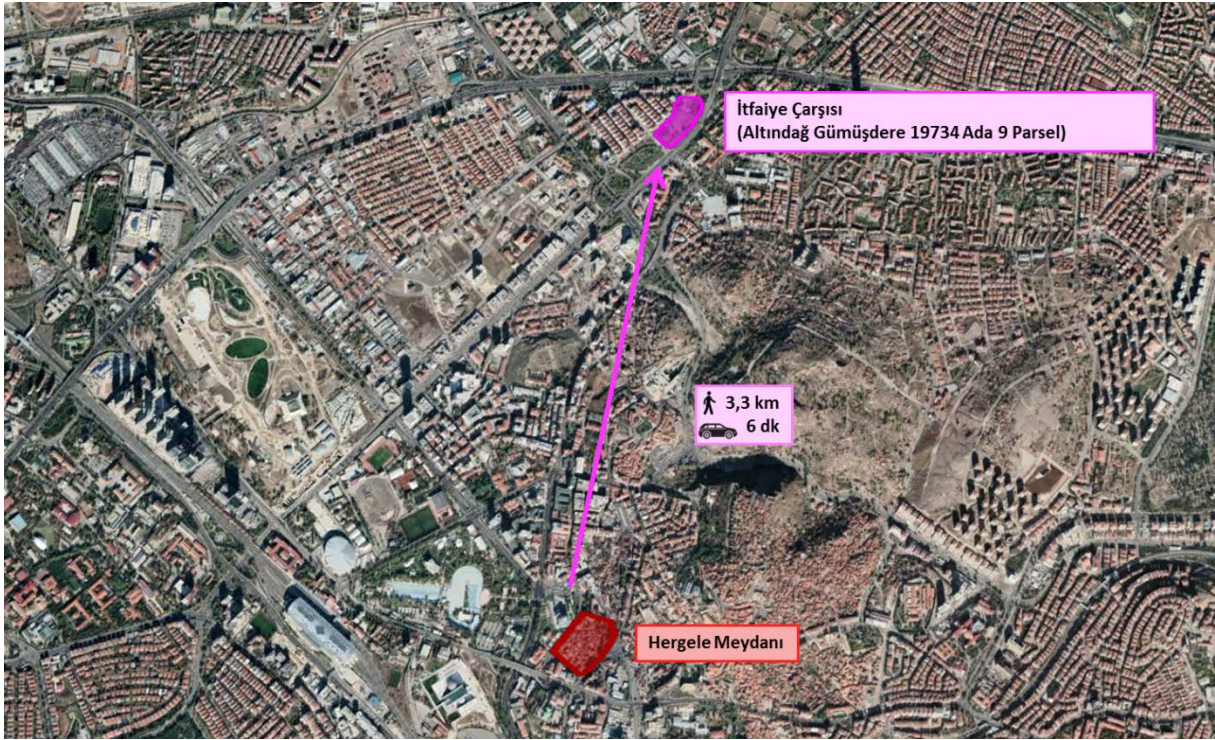 İtfaiye Çarşısı
(Altındağ Gümüşdere 19734 Ada 9 Parsel)
3,3 km
6 dk
Hergele Meydanı